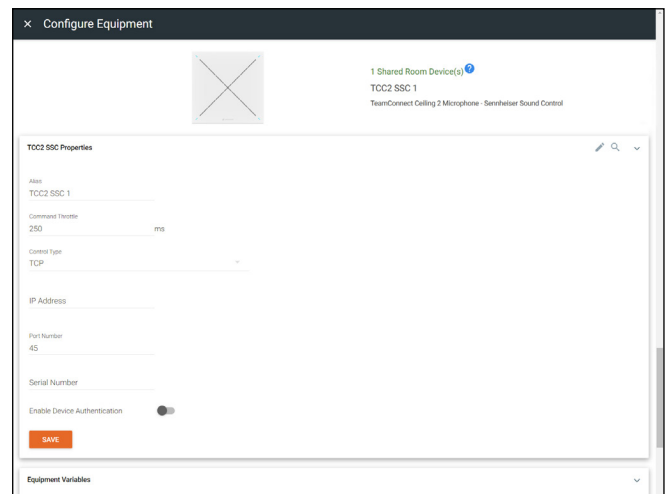 × Configure Equipment
1 Shared Room Device(s) ?
TCC2 SSC 1
TeamConnect Ceiling 2 Microphone - Sennheiser Sound Control
TCC2 SSC Properties
Alias
TCC2 SSC 1
Command Throttle
250 ms
Control Type
TCP
IP Address
Port Number
45
Serial Number
Enable Device Authentication
SAVE
Equipment Variables